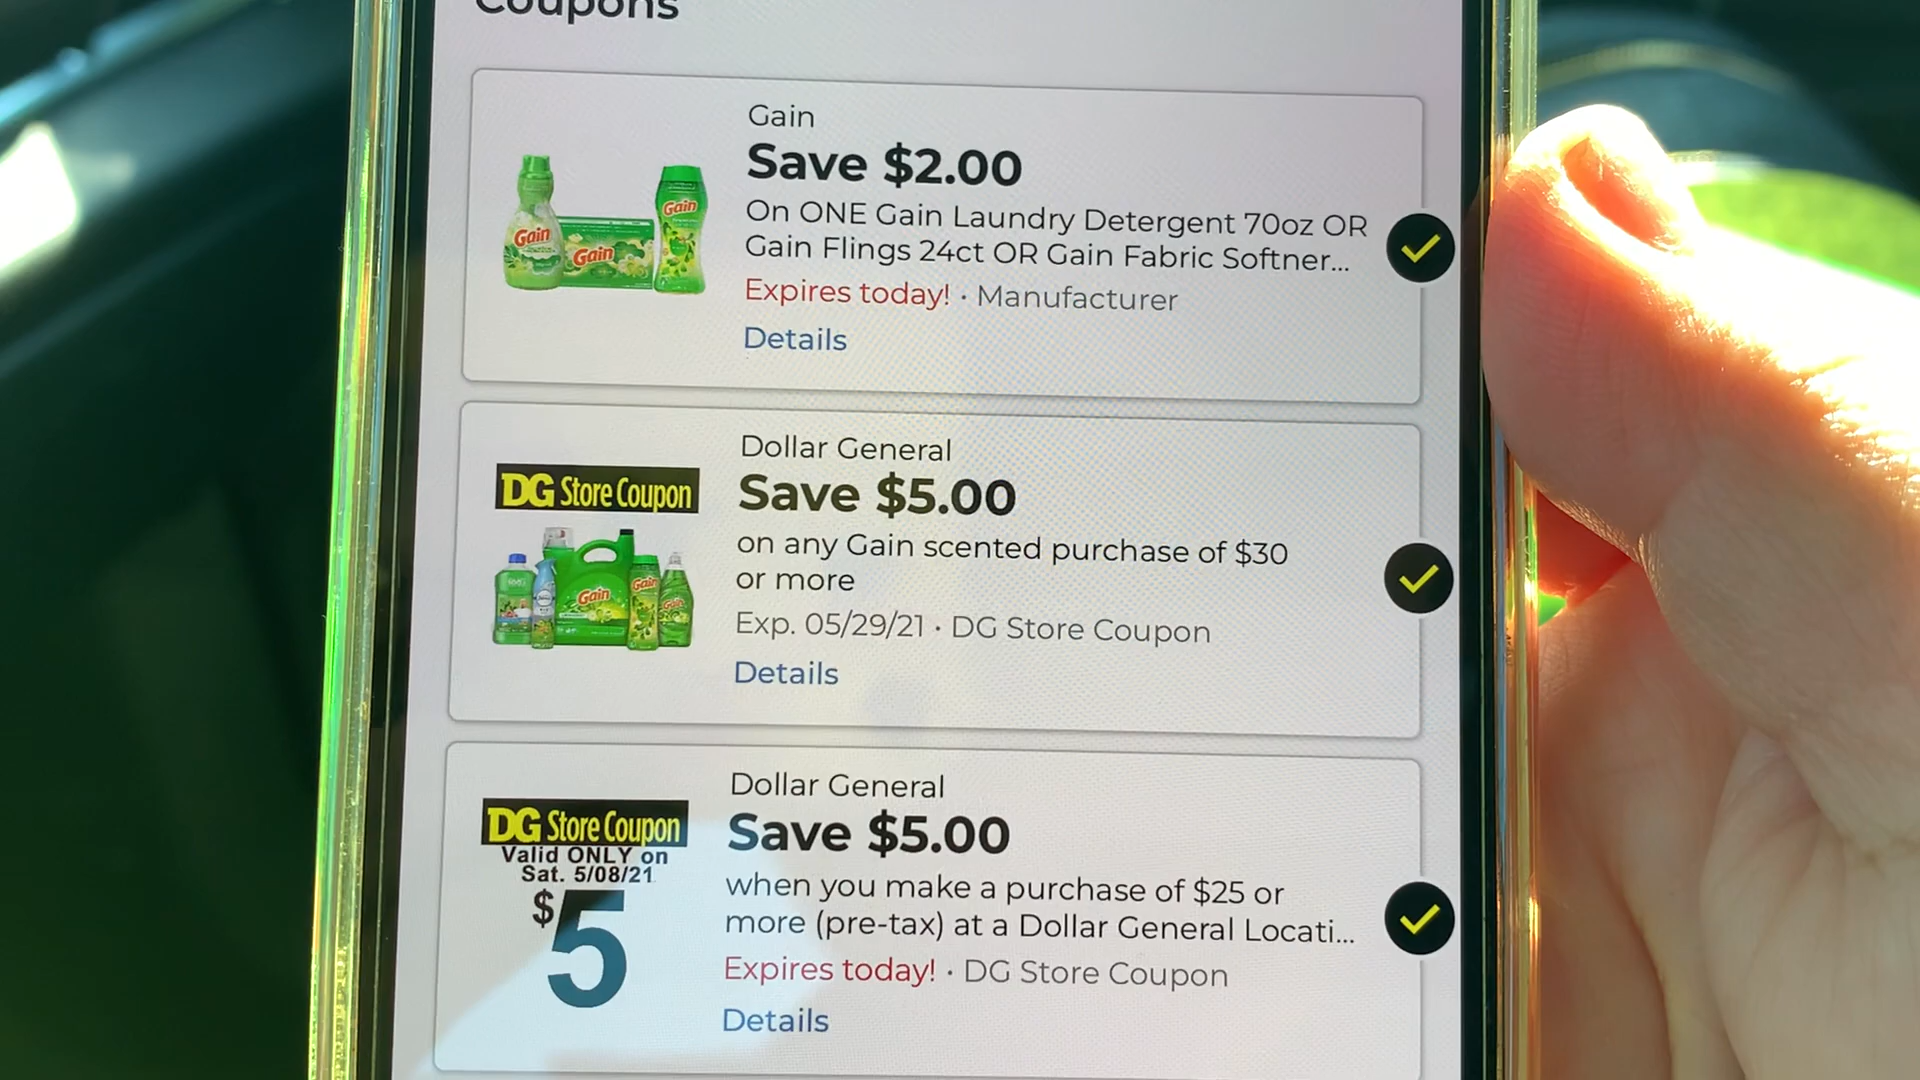 Coupons
Gain
Save $2.00
On ONE Gain Laundry Detergent 70oz OR
Gain Flings 24ct OR Gain Fabric Softner...
Expires today! · Manufacturer
Details
Gain
Gain
Gain
Dollar General
Save $5.00
on any Gain scented purchase of $30
or more
Exp. 05/29/21 · DG Store Coupon
Details
DG Store Coupon
Gain
Gain
Gain
Dollar General
Save $5.00
when you make a purchase of $25 or
more (pre-tax) at a Dollar General Locati...
Expires today! · DG Store Coupon
Details
DG Store Coupon
Valid ONLY on
Sat. 5/08/21
$5